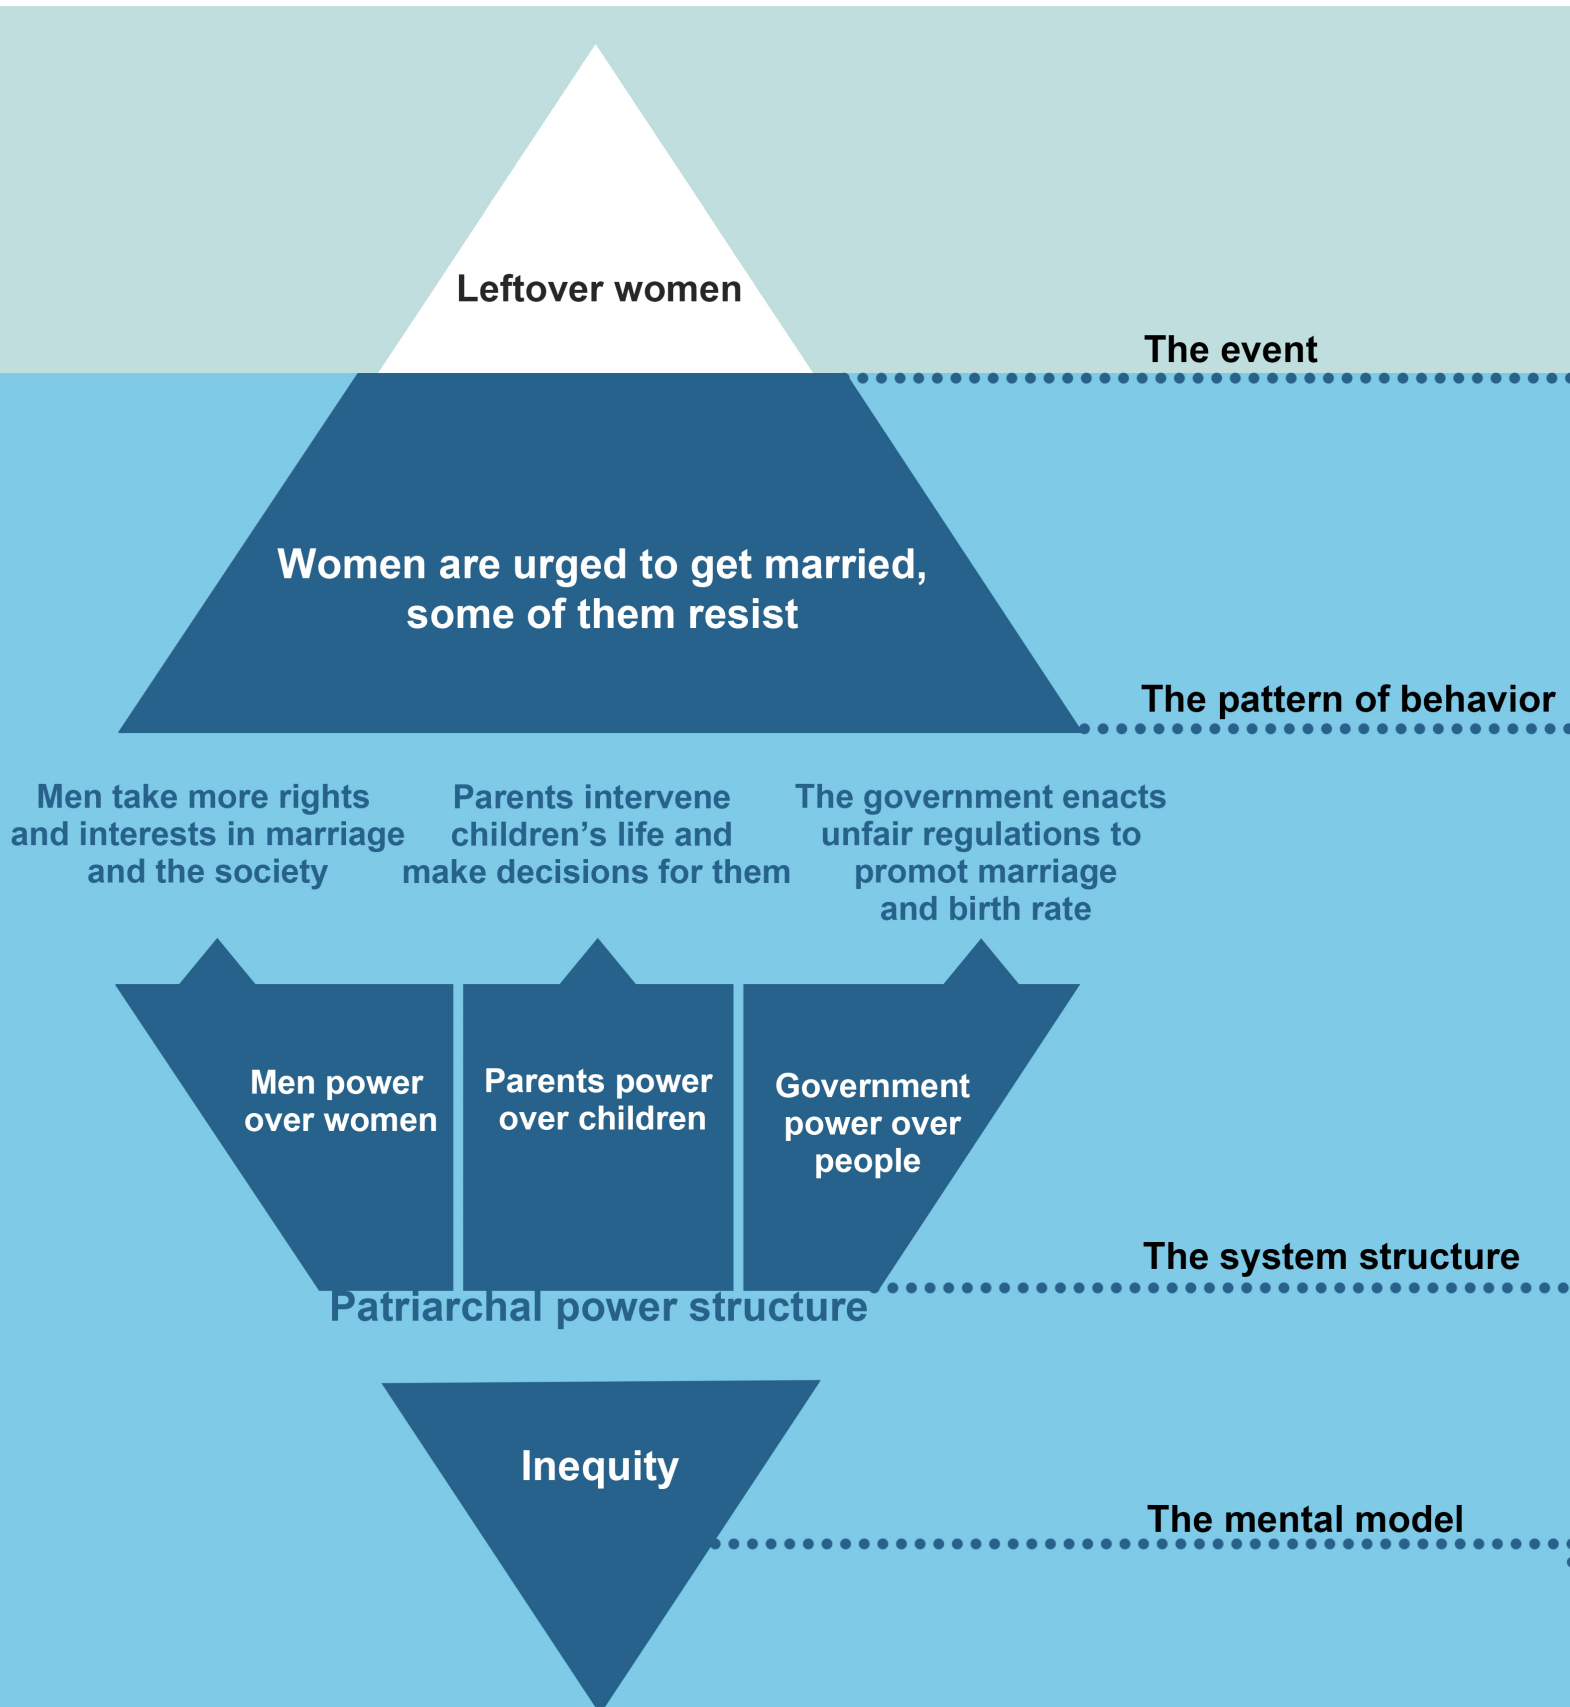 Leftover women
The event
Women are urged to get married,
some of them resist
The pattern of behavior
Men take more rights
and interests in marriage
and the society
Parents intervene
children’s life and
make decisions for them
The government enacts
unfair regulations to
promot marriage
and birth rate
Men power
over women
Parents power
over children
Government
power over
people
The system structure
Patriarchal power structure
Inequity
The mental model